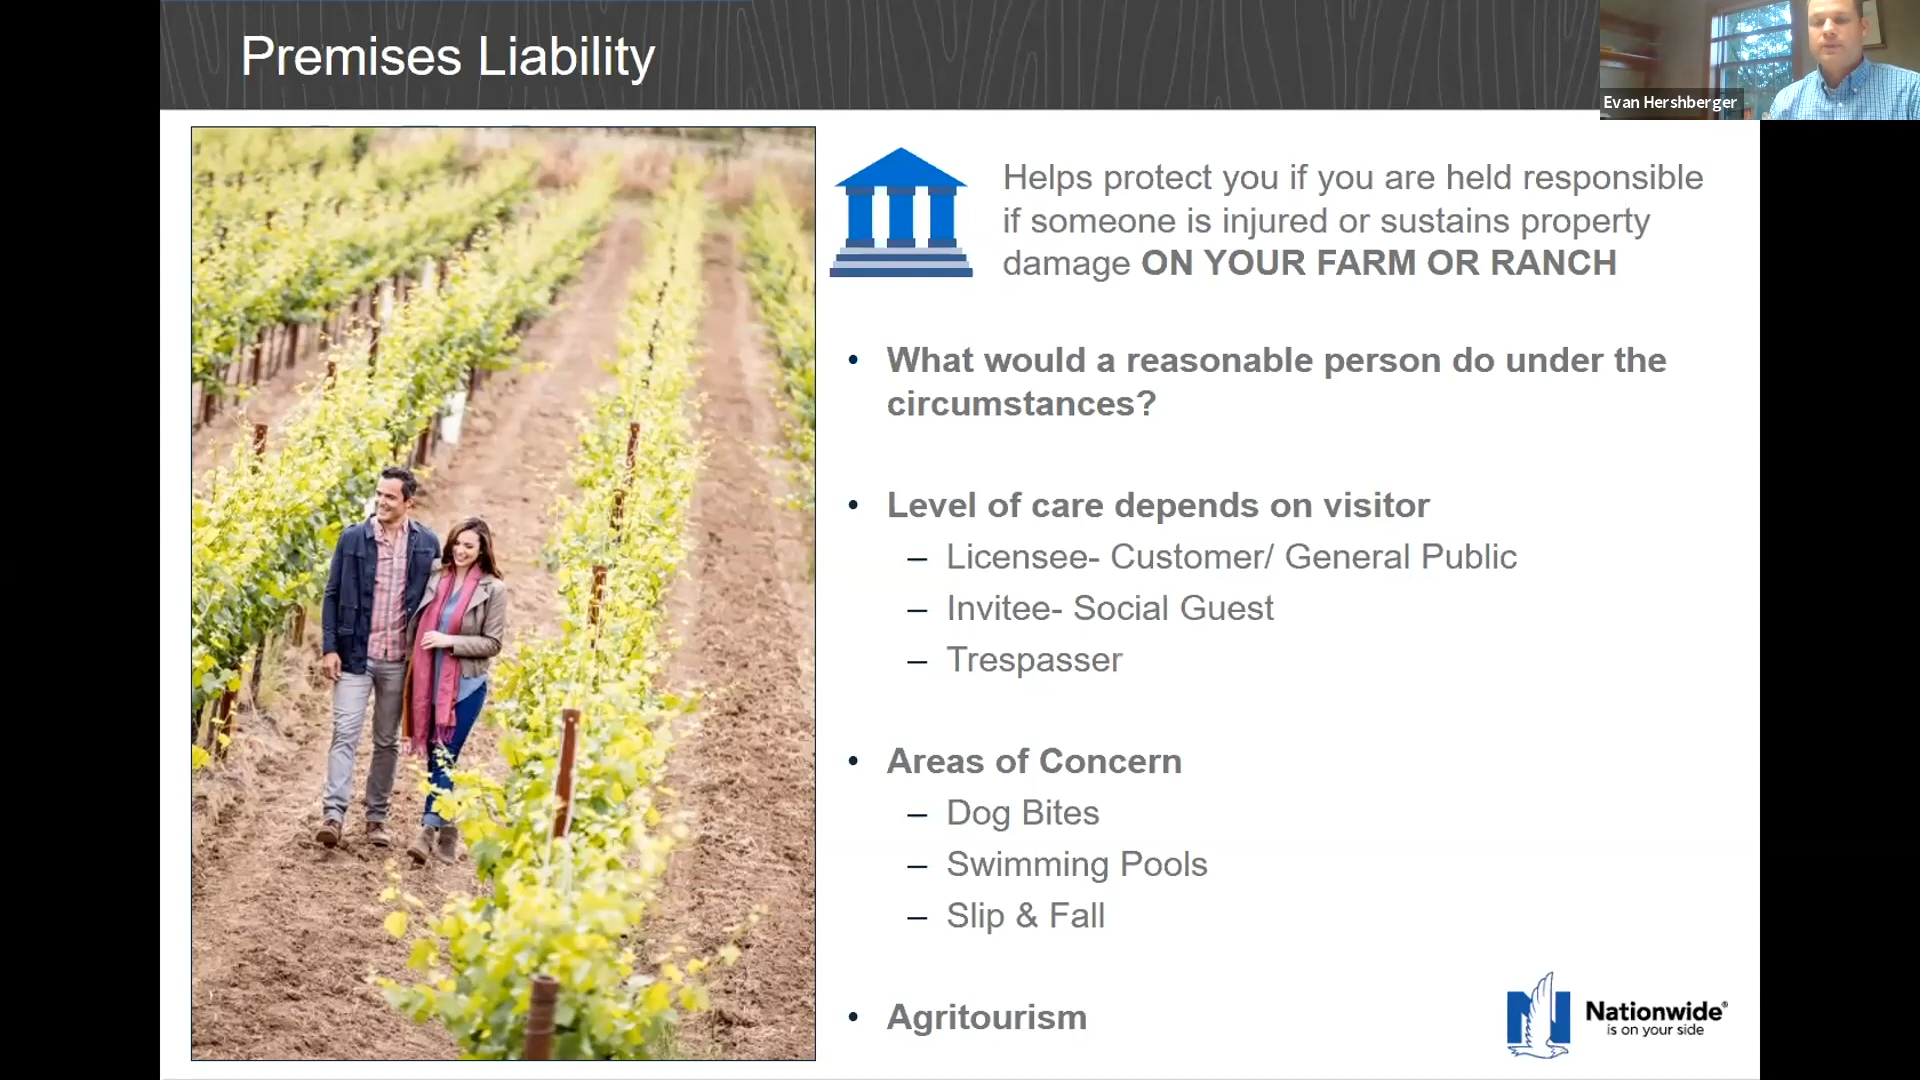 Premises Liability
Evan Hershberger
Helps protect you if you are held responsible
if someone is injured or sustains property
damage ON YOUR FARM OR RANCH
• What would a reasonable person do under the
circumstances?
• Level of care depends on visitor
– Licensee- Customer/ General Public
– Invitee- Social Guest
– Trespasser
• Areas of Concern
– Dog Bites
– Swimming Pools
– Slip & Fall
• Agritourism
N
Nationwide®
is on your side